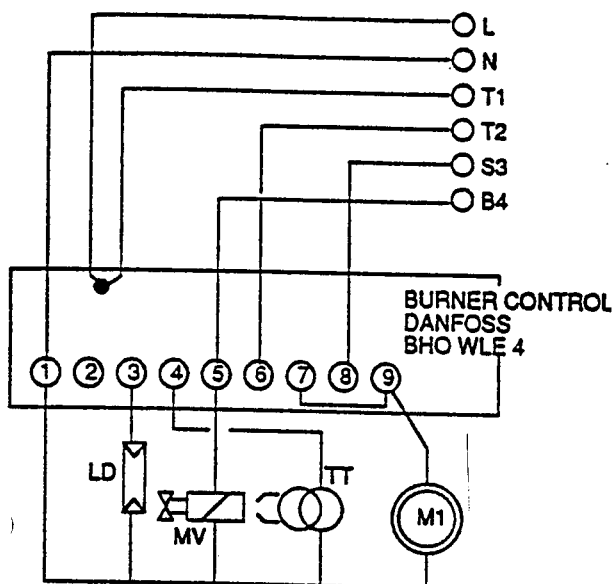 L
N
T1
T2
S3
B4
BURNER CONTROL
DANFOSS
BHO WLE 4
1 2 3 4 5 6 7 8 9
LD
MV
TT
M1